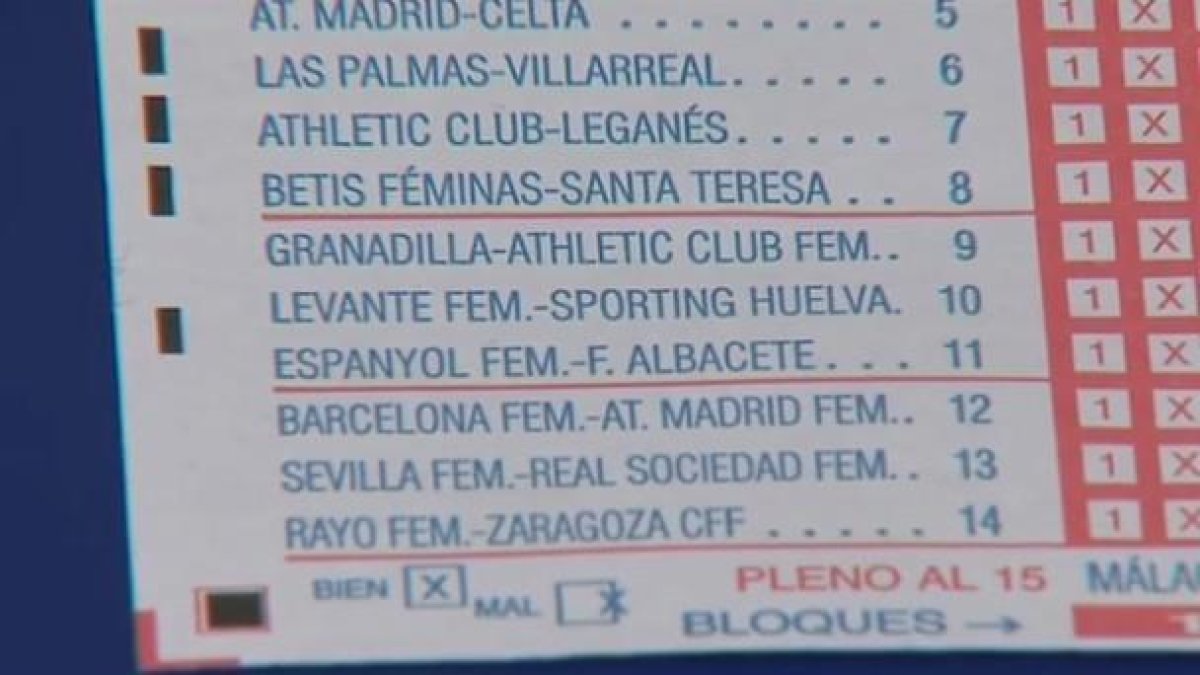 AT. MADRID-CELTA . . . . . . . . 5 1 X
LAS PALMAS-VILLARREAL. . . . . . 6 1 X
ATHLETIC CLUB-LEGANÉS. . . . . . 7 1 X
BETIS FÉMINAS-SANTA TERESA . . 8 1 X
GRANADILLA-ATHLETIC CLUB FEM. . 9 1 X
LEVANTE FEM.-SPORTING HUELVA. 10 1 X
ESPANYOL FEM.-F. ALBACETE . . . 11 1 X
BARCELONA FEM.-AT. MADRID FEM. . 12 1 X
SEVILLA FEM.-REAL SOCIEDAD FEM. . 13 1 X
RAYO FEM.-ZARAGOZA CFF . . . . . 14 1 X
BIEN X MAL PLENO AL 15 MÁLA
BLOQUES → 1